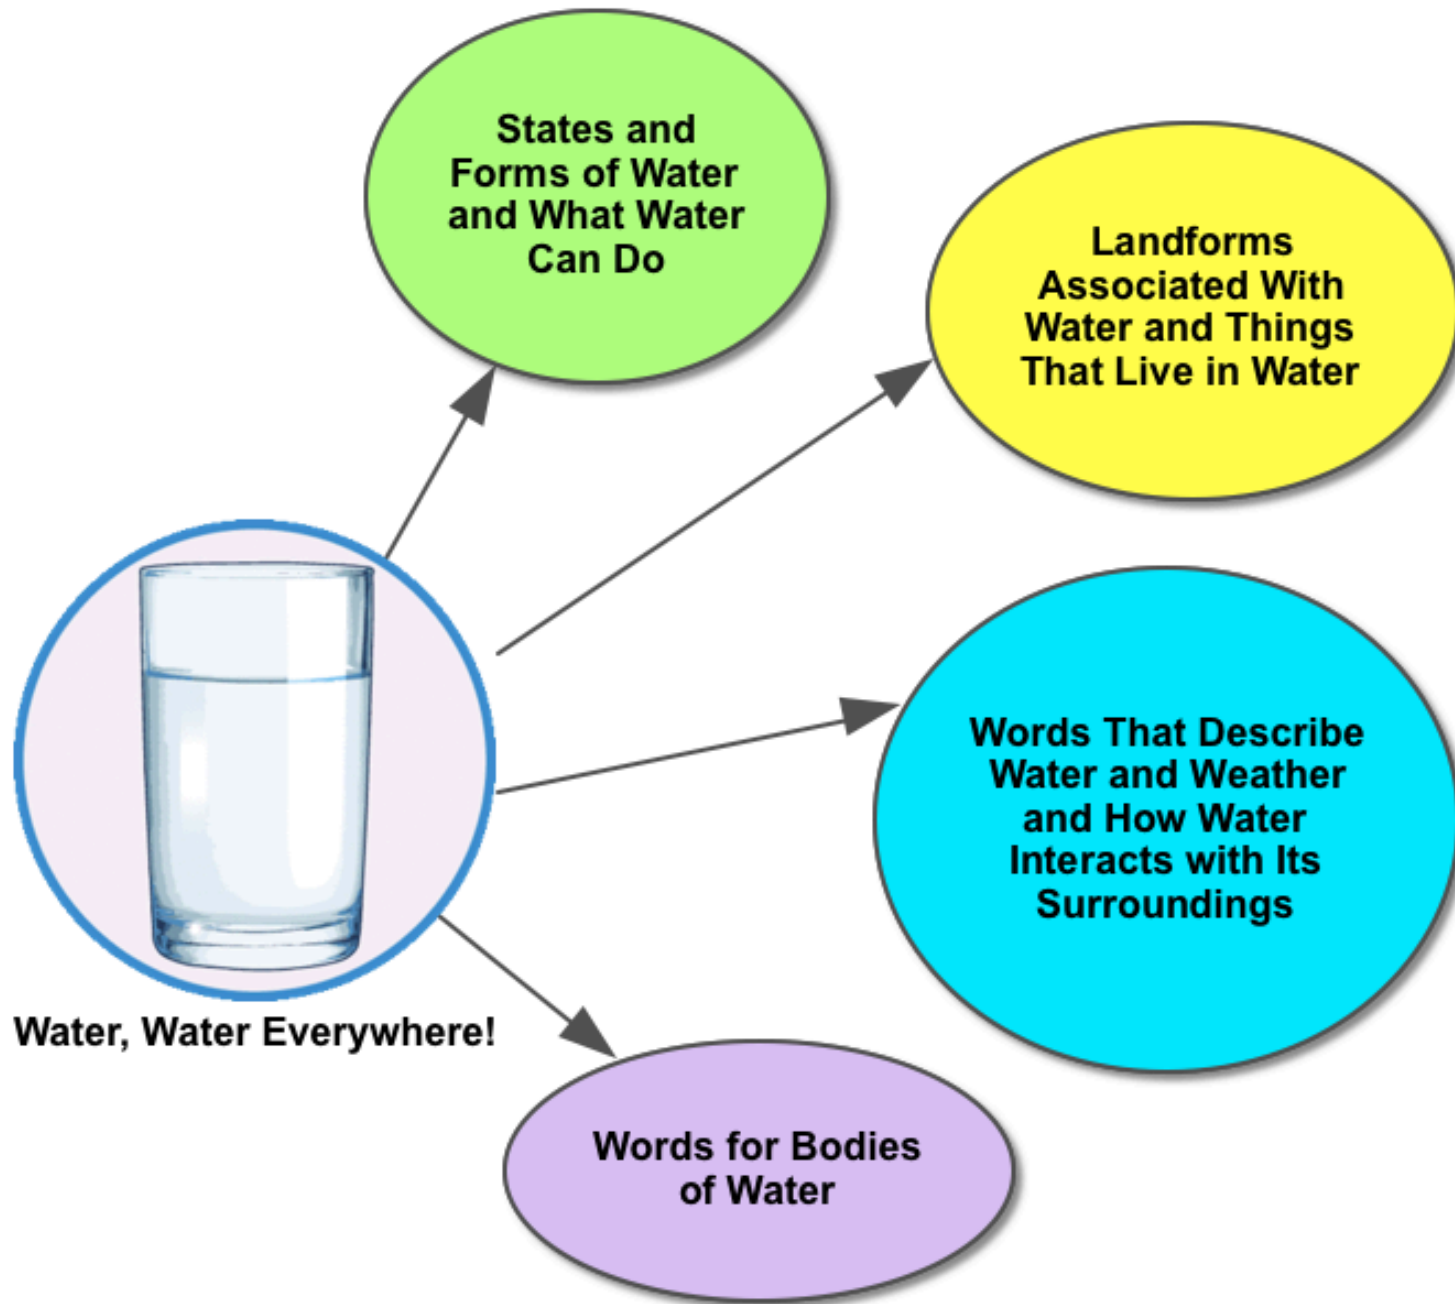 States and
Forms of Water
and What Water
Can Do
Landforms
Associated With
Water and Things
That Live in Water
Words That Describe
Water and Weather
and How Water
Interacts with Its
Surroundings
Water, Water Everywhere!
Words for Bodies
of Water